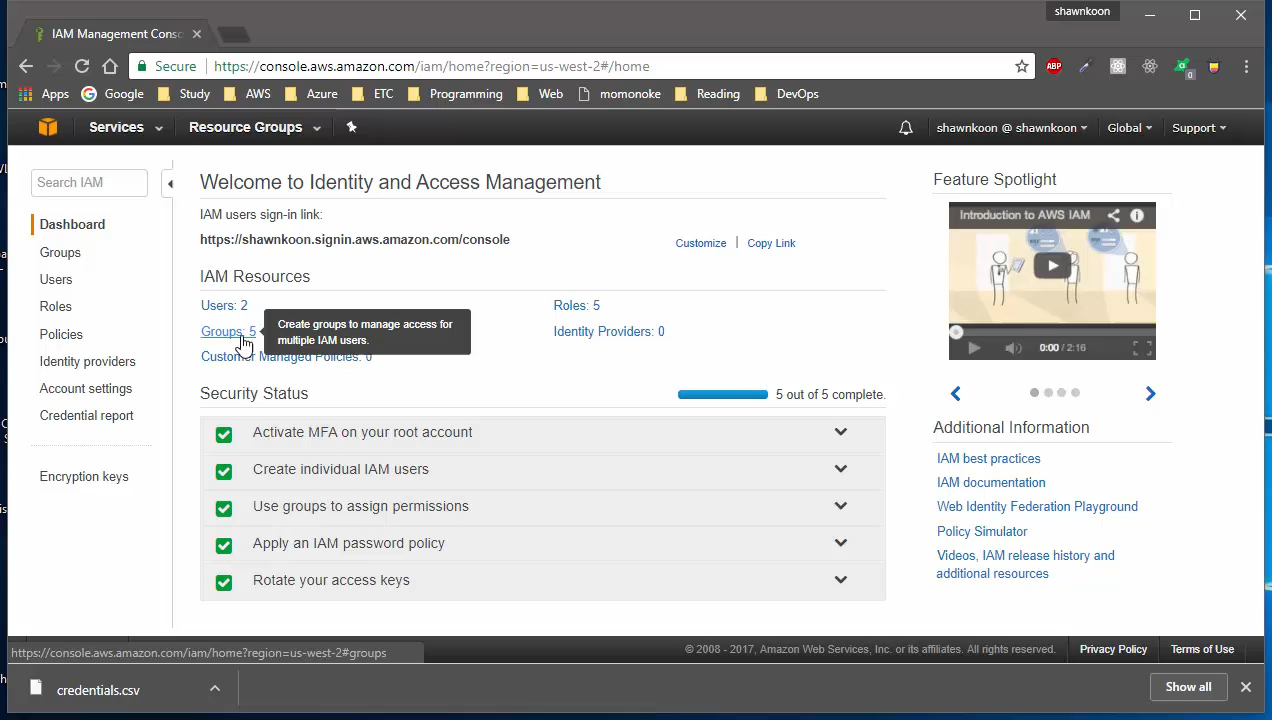 shawnkoon
IAM Management Conso
Secure
https://console.aws.amazon.com/iam/home?region=us-west-2#/home
ABP
0
Apps
Google
Study
AWS
Azure
ETC
Programming
Web
momonoke
Reading
DevOps
Services
Resource Groups
shawnkoon @ shawnkoon
Global
Support
Search IAM
Dashboard
Groups
Users
Roles
Policies
Identity providers
Account settings
Credential report
Encryption keys
Welcome to Identity and Access Management
IAM users sign-in link:
https://shawnkoon.signin.aws.amazon.com/console
Customize
Copy Link
IAM Resources
Users: 2
Roles: 5
Groups: 5
Identity Providers: 0
Create groups to manage access for
multiple IAM users.
Customer Managed Policies: 0
Security Status
5 out of 5 complete.
Activate MFA on your root account
Create individual IAM users
Use groups to assign permissions
Apply an IAM password policy
Rotate your access keys
Feature Spotlight
Introduction to AWS IAM
0:00 / 2:16
Additional Information
IAM best practices
IAM documentation
Web Identity Federation Playground
Policy Simulator
Videos, IAM release history and
additional resources
https://console.aws.amazon.com/iam/home?region=us-west-2#groups
© 2008 - 2017, Amazon Web Services, Inc. or its affiliates. All rights reserved.
Privacy Policy
Terms of Use
credentials.csv
Show all